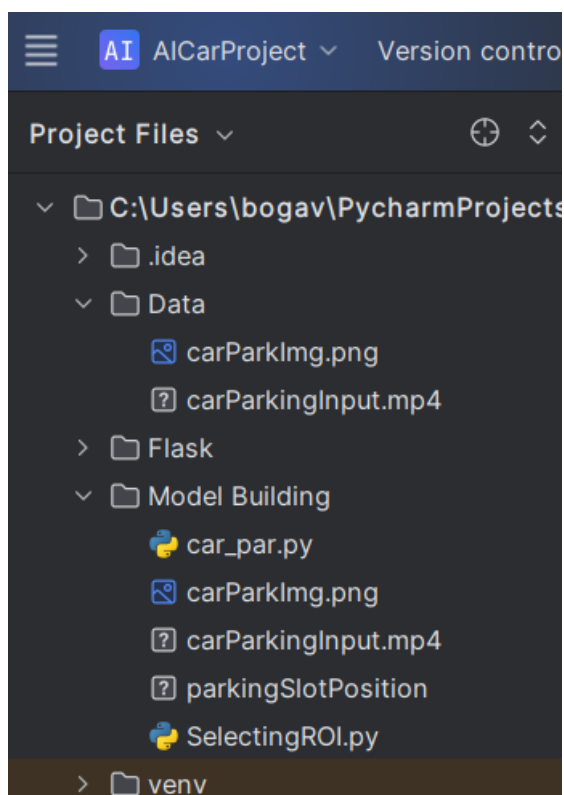 AI AICarProject Version contro
Project Files
C:\Users\bogav\PycharmProjects
.idea
Data
carParkImg.png
carParkingInput.mp4
Flask
Model Building
car_par.py
carParkImg.png
carParkingInput.mp4
parkingSlotPosition
SelectingROI.py
venv